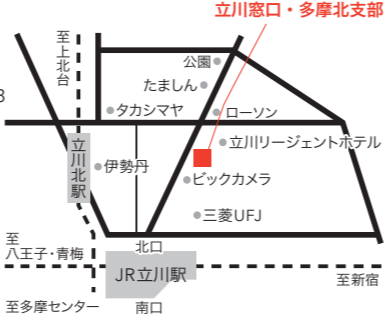 立川窓口・多摩北支部
至上北台
公園
たましん
タカシマヤ
ローソン
3
立川リージェントホテル
立川北駅
伊勢丹
ビックカメラ
三菱UFJ
至
八王子・青梅
北口
JR立川駅
至新宿
至多摩センター
南口